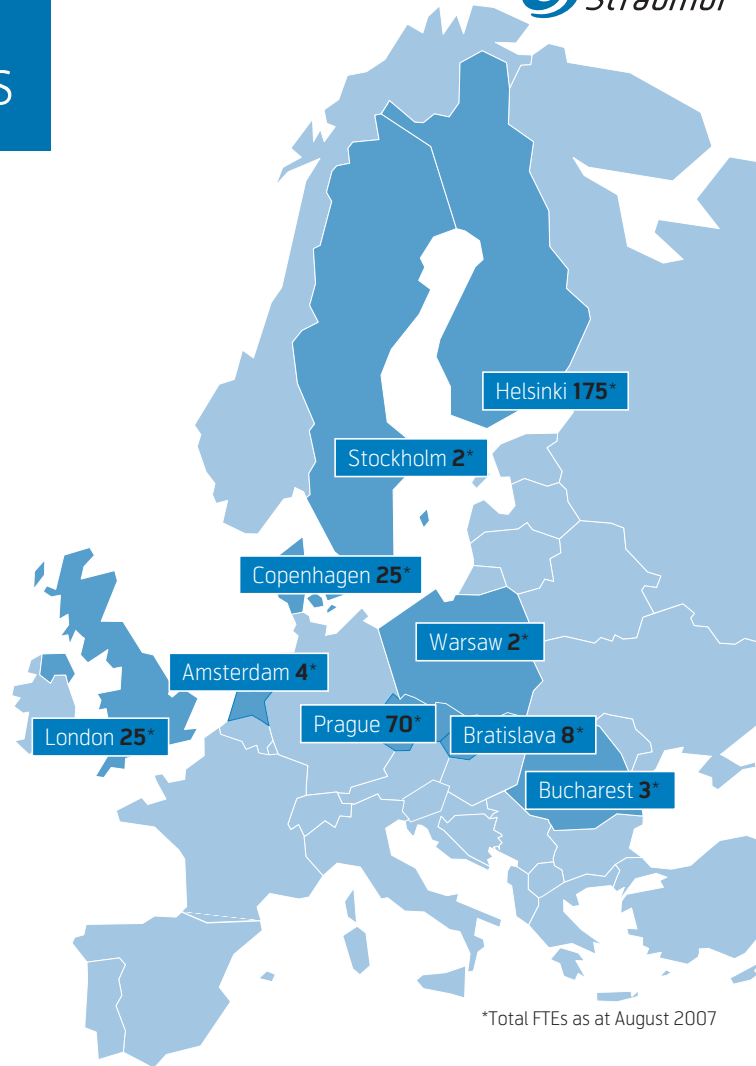 S
Helsinki 175*
Stockholm 2*
Copenhagen 25*
Warsaw 2*
Amsterdam 4*
Prague 70*
London 25*
Bratislava 8*
Bucharest 3*
*Total FTEs as at August 2007